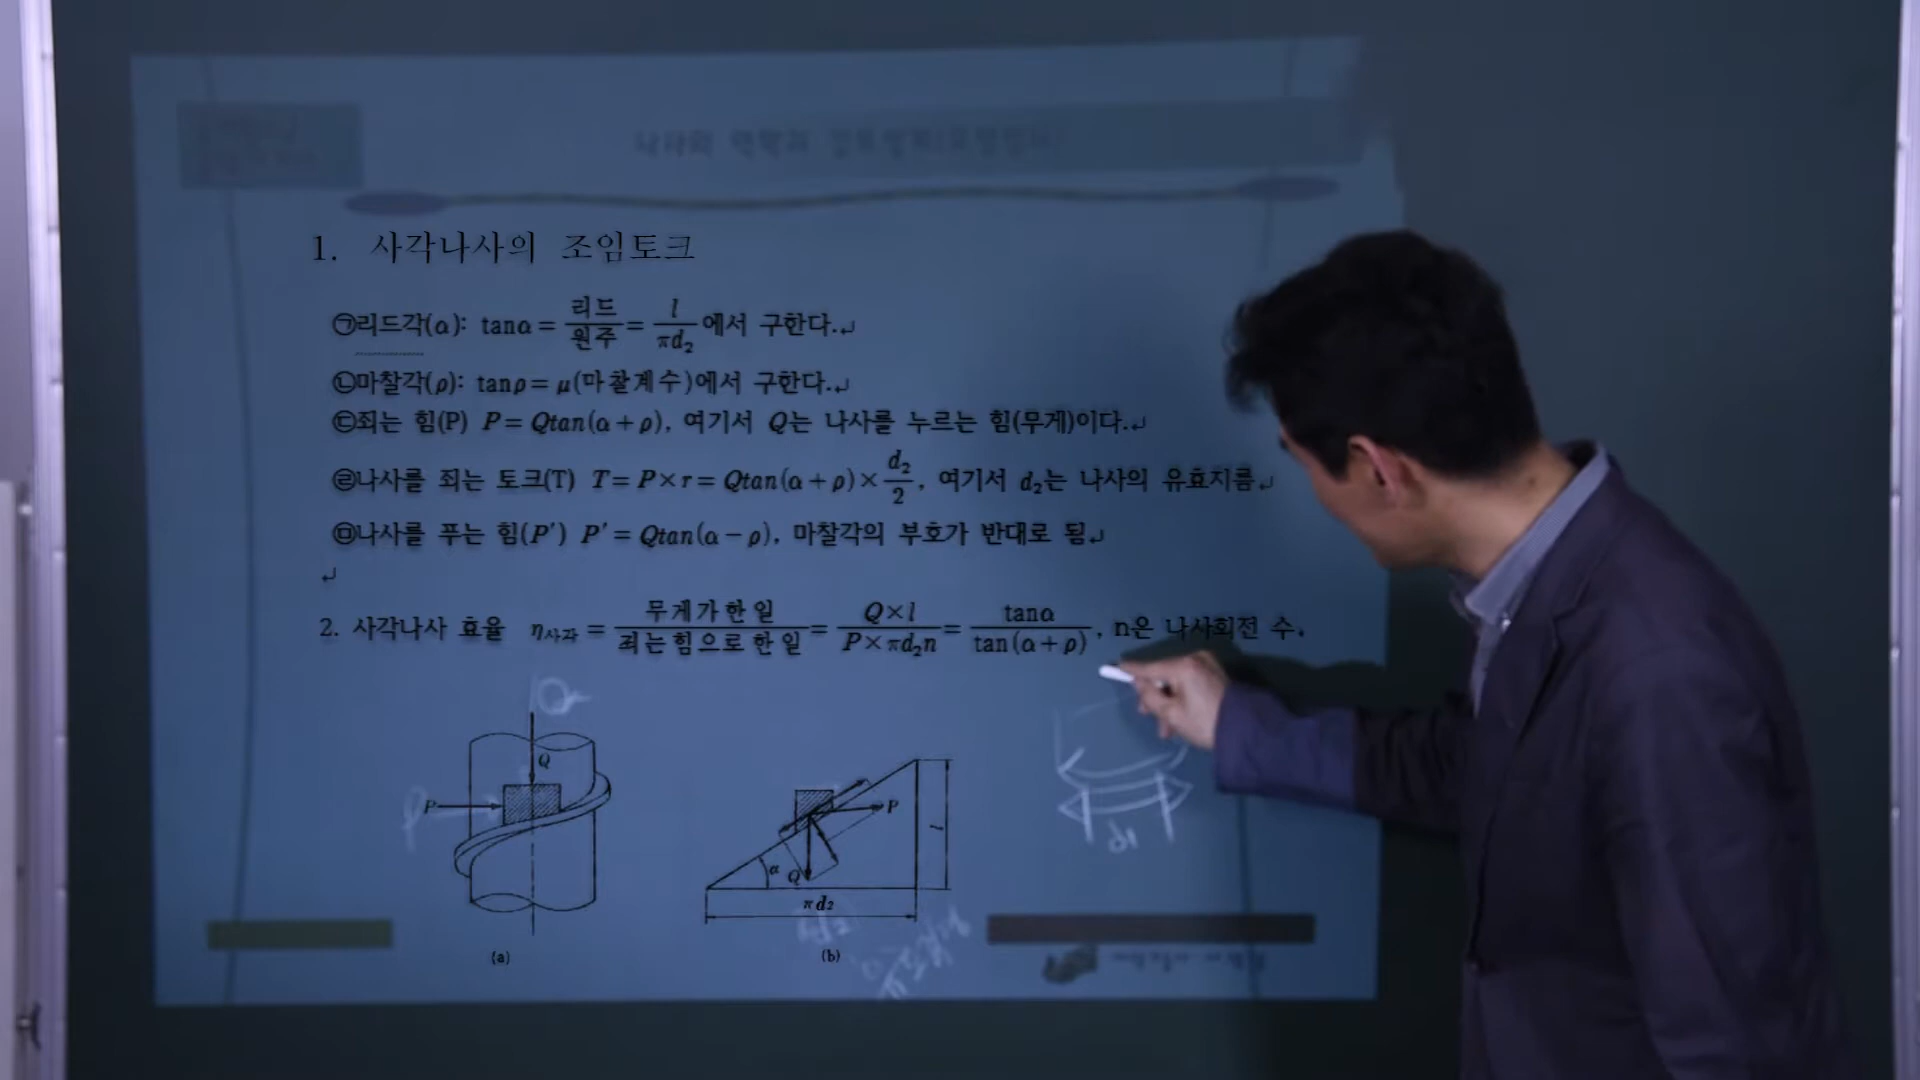 1. 사각나사의 조임토크
㉠리드각(α): tanα = 리드/원주 = l/πd₂ 에서 구한다.↲
㉡마찰각(ρ): tanρ = μ(마찰계수)에서 구한다.↲
㉢죄는 힘(P) P = Qtan(α + ρ), 여기서 Q는 나사를 누르는 힘(무게)이다.↲
㉣나사를 죄는 토크(T) T = P × r = Qtan(α + ρ) × d₂/2, 여기서 d₂는 나사의 유효지름↲
㉤나사를 푸는 힘(P′) P′ = Qtan(α − ρ), 마찰각의 부호가 반대로 됨↲
↲
2. 사각나사 효율 η사각 = 무게가 한 일/죄는 힘으로 한 일 = Q×l/P×πd₂n = tanα/tan(α+ρ), n은 나사회전 수.
Q
Q
P
P
P
l
α
Q
πd₂
d1
(a)
(b)